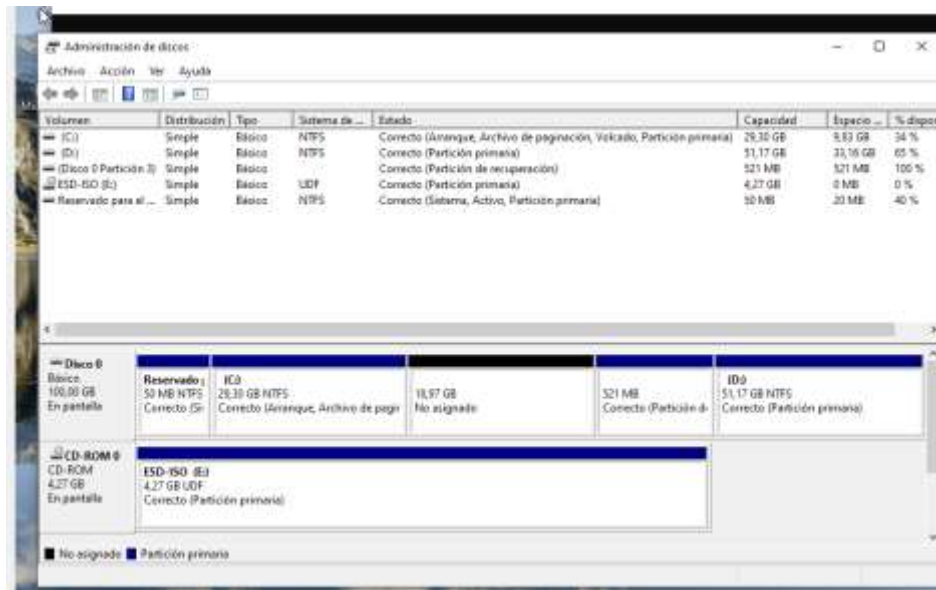 Administración de discos
Archivo Acción Ver Ayuda
Volumen Distribución Tipo Sistema de ... Estado Capacidad Espacio ... % dispon
(C:) Simple Básico NTFS Correcto (Arranque, Archivo de paginación, Volcado, Partición primaria) 29,30 GB 9,83 GB 34 %
(D:) Simple Básico NTFS Correcto (Partición primaria) 51,17 GB 33,16 GB 65 %
(Disco 0 Partición 3) Simple Básico Correcto (Partición de recuperación) 521 MB 521 MB 100 %
ESD-ISO (E:) Simple Básico UDF Correcto (Partición primaria) 4,27 GB 0 MB 0 %
Reservado para el ... Simple Básico NTFS Correcto (Sistema, Activo, Partición primaria) 50 MB 20 MB 40 %
Disco 0
Básico
100,00 GB
En pantalla
Reservado
50 MB NTFS
Correcto (Si
(C:)
29,30 GB NTFS
Correcto (Arranque, Archivo de pagin
18,97 GB
No asignado
521 MB
Correcto (Partición d
(D:)
51,17 GB NTFS
Correcto (Partición primaria)
CD-ROM 0
CD-ROM
4,27 GB
En pantalla
ESD-ISO (E:)
4,27 GB UDF
Correcto (Partición primaria)
No asignado Partición primaria